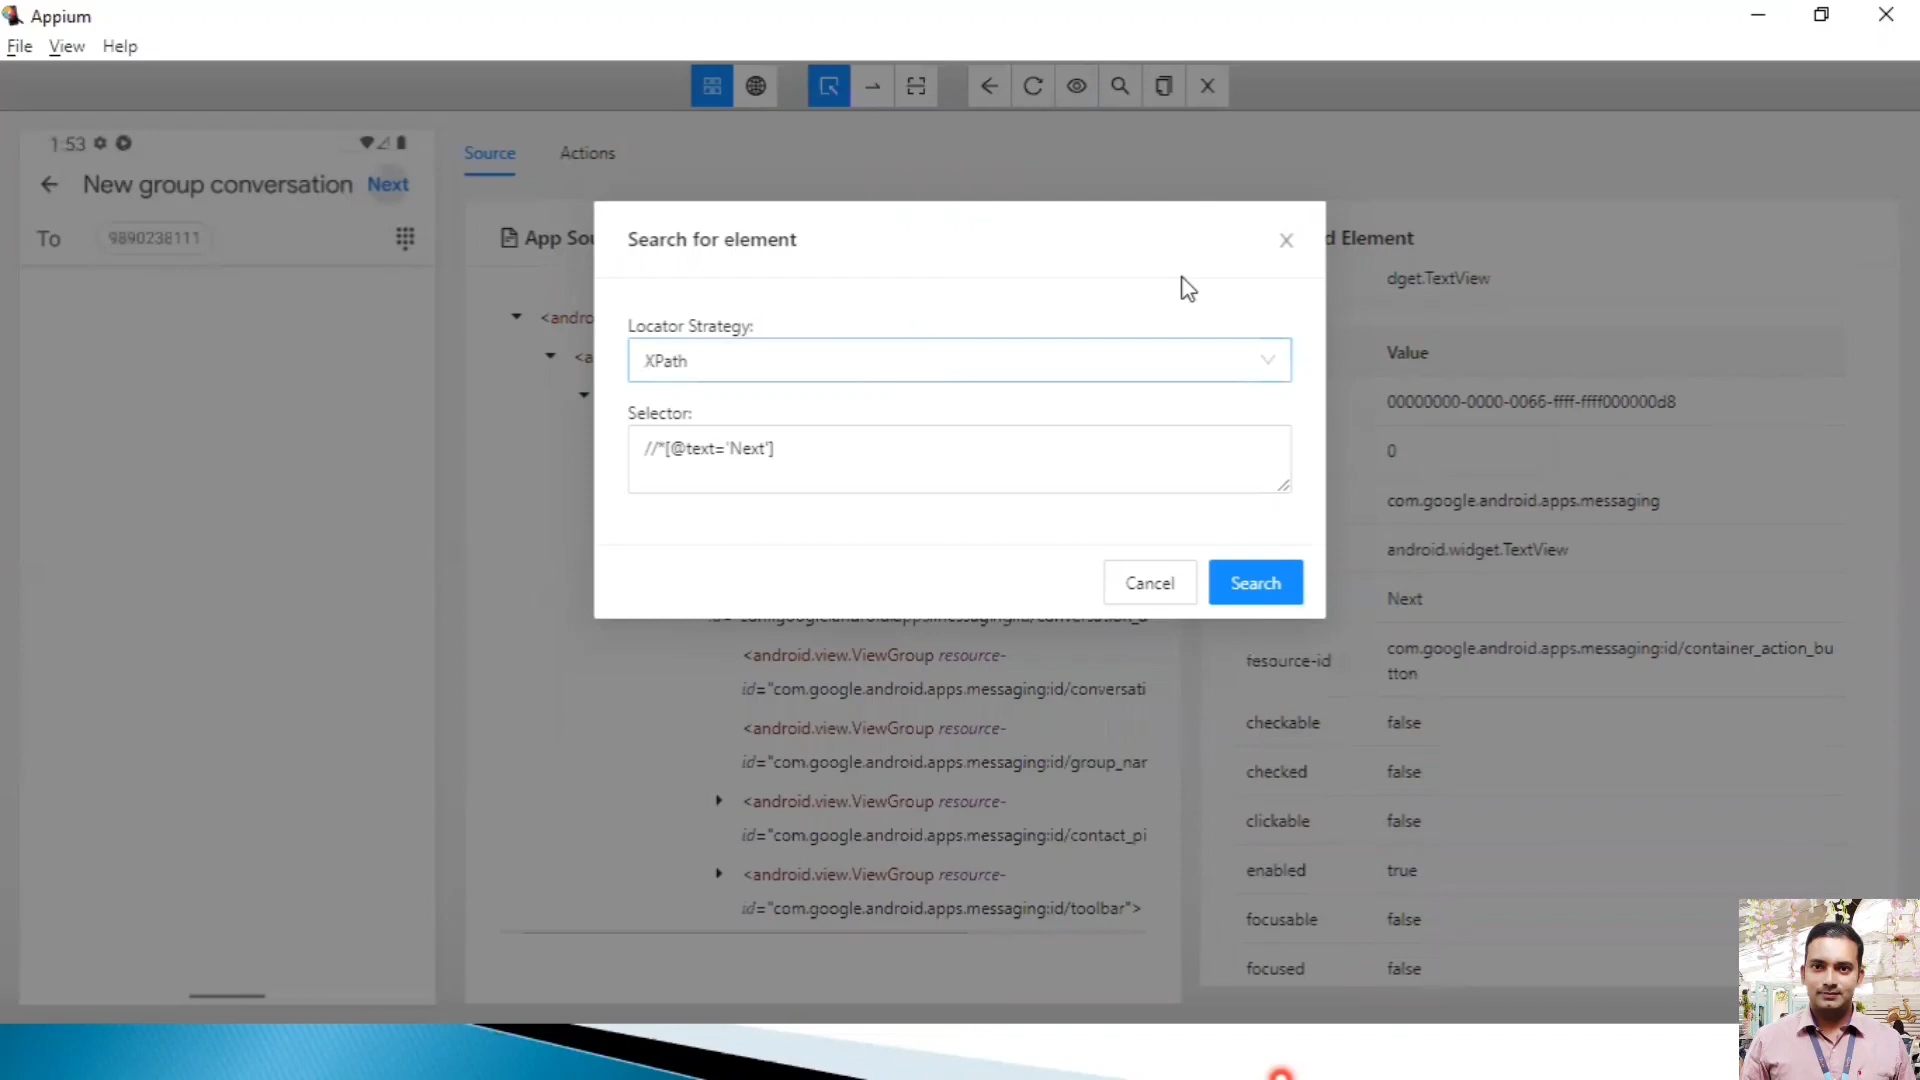 Appium
File View Help
1:53
New group conversation Next
To 9890238111
Source Actions
App Sou
d Element
Search for element
Locator Strategy:
XPath
Selector:
//*[@text='Next']
Cancel Search
<andro
<a
<android.view.ViewGroup resource-
id="com.google.android.apps.messaging:id/conversati
<android.view.ViewGroup resource-
id="com.google.android.apps.messaging:id/group_nar
<android.view.ViewGroup resource-
id="com.google.android.apps.messaging:id/contact_pi
<android.view.ViewGroup resource-
id="com.google.android.apps.messaging:id/toolbar">
dget.TextView
Value
00000000-0000-0066-ffff-ffff000000d8
0
com.google.android.apps.messaging
android.widget.TextView
Next
resource-id com.google.android.apps.messaging:id/container_action_bu
tton
checkable false
checked false
clickable false
enabled true
focusable false
focused false